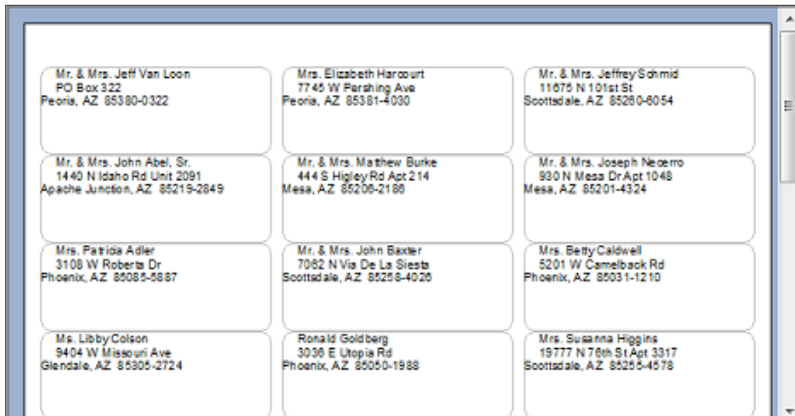 Mr. & Mrs. Jeff Van Loon
PO Box 322
Peoria, AZ 85380-0322
Mrs. Elizabeth Harcourt
7745 W Pershing Ave
Peoria, AZ 85381-4030
Mr. & Mrs. Jeffrey Schmid
11675 N 101st St
Scottsdale, AZ 85260-6054
Mr. & Mrs. John Abel, Sr.
1440 N Idaho Rd Unit 2091
Apache Junction, AZ 85219-2849
Mr. & Mrs. Matthew Burke
444 S Higley Rd Apt 214
Mesa, AZ 85206-2186
Mr. & Mrs. Joseph Necerro
930 N Mesa Dr Apt 1048
Mesa, AZ 85201-4324
Mrs. Patricia Adler
3108 W Roberta Dr
Phoenix, AZ 85085-5887
Mr. & Mrs. John Baxter
7062 N Via De La Siesta
Scottsdale, AZ 85258-4026
Mrs. Betty Caldwell
5201 W Camelback Rd
Phoenix, AZ 85031-1210
Ms. Libby Colson
9404 W Missouri Ave
Glendale, AZ 85305-2724
Ronald Goldberg
3036 E Utopia Rd
Phoenix, AZ 85050-1988
Mrs. Susanna Higgins
19777 N 76th St Apt 3317
Scottsdale, AZ 85255-4578